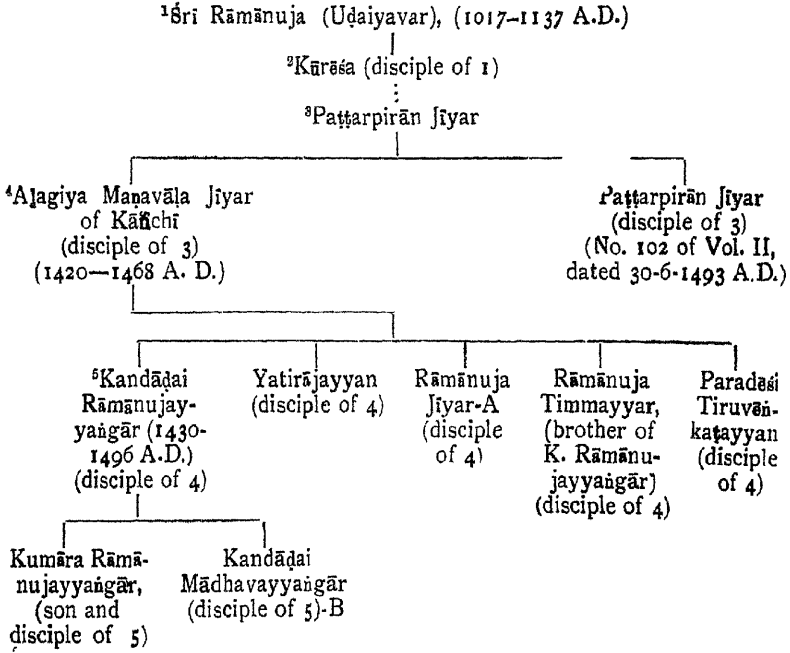 ¹Śrī Rāmānuja (Uḍaiyavar), (1017–1137 A.D.)
²Kūrēśa (disciple of 1)
³Paṭṭarpirān Jīyar
⁴Aḷagiya Maṇavāḷa Jīyar
of Kāñchī
(disciple of 3)
(1420—1468 A. D.)
Paṭṭarpirān Jīyar
(disciple of 3)
(No. 102 of Vol. II,
dated 30-6-1493 A.D.)
⁵Kandāḍai
Rāmānujay-
yaṅgār (1430-
1496 A.D.)
(disciple of 4)
Yatirājayyan
(disciple of 4)
Rāmānuja
Jīyar-A
(disciple
of 4)
Rāmānuja
Timmayyar,
(brother of
K. Rāmānu-
jayyaṅgār)
(disciple of 4)
Paradēśi
Tiruvēṅ-
kaṭayyan
(disciple
of 4)
Kumāra Rāmā-
nujayyaṅgār,
(son and
disciple of 5)
Kandāḍai
Mādhavayyaṅgār
(disciple of 5)-B